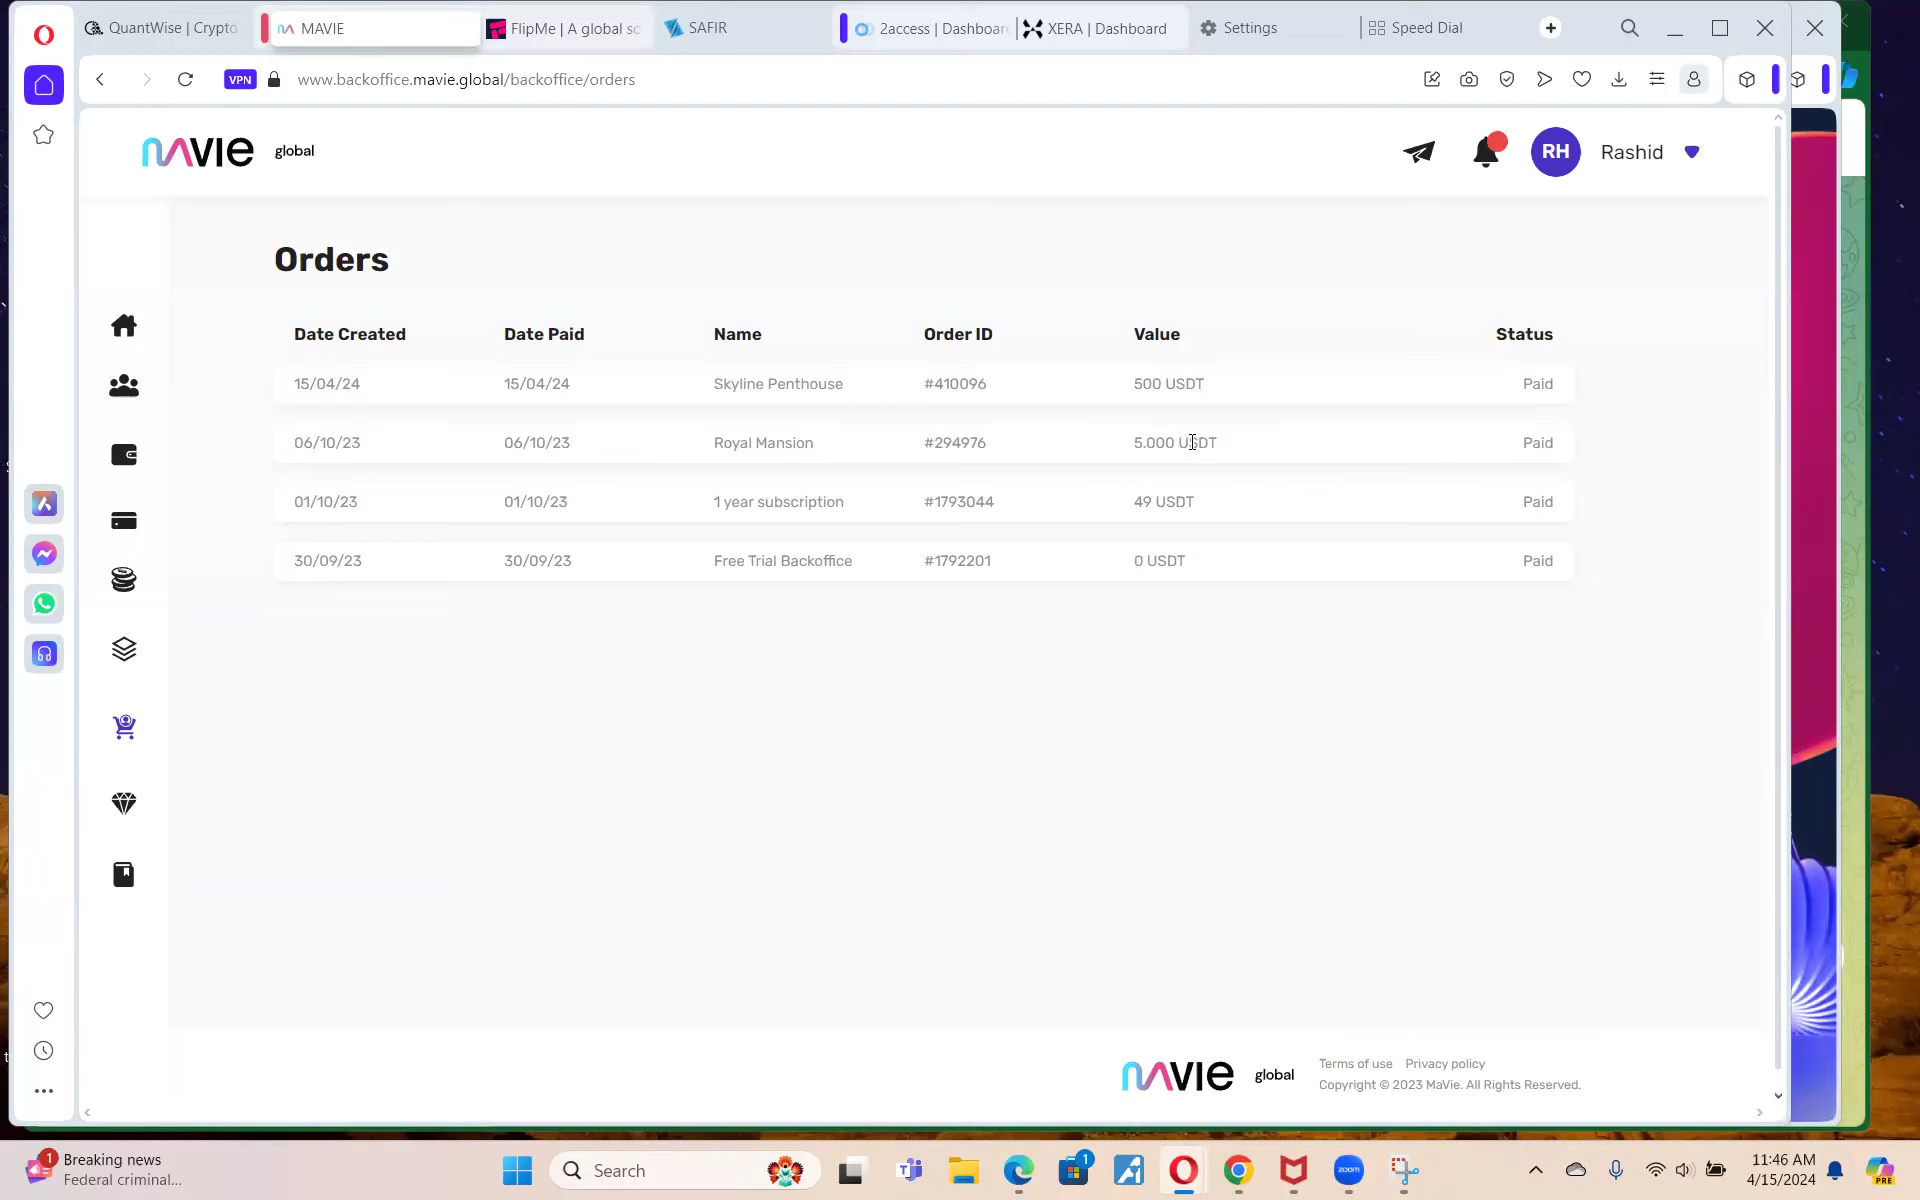 QuantWise | Crypto
MAVIE
FlipMe | A global so
SAFIR
2access | Dashboar
XERA | Dashboard
Settings
Speed Dial
VPN
www.backoffice.mavie.global/backoffice/orders
mavie global
RH
Rashid
Orders
Date Created Date Paid Name Order ID Value Status
15/04/24 15/04/24 Skyline Penthouse #410096 500 USDT Paid
06/10/23 06/10/23 Royal Mansion #294976 5.000 USDT Paid
01/10/23 01/10/23 1 year subscription #1793044 49 USDT Paid
30/09/23 30/09/23 Free Trial Backoffice #1792201 0 USDT Paid
mavie global
Terms of use Privacy policy
Copyright © 2023 MaVie. All Rights Reserved.
1
Breaking news
Federal criminal...
Search
1
zoom
11:46 AM
4/15/2024
PRE